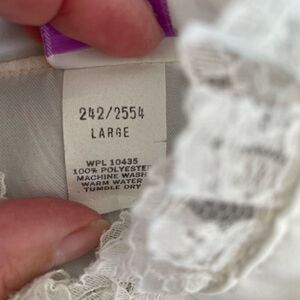 242/2554
LARGE
WPL 10435
100% POLYESTER
MACHINE WASH
WARM WATER
TUMBLE DRY